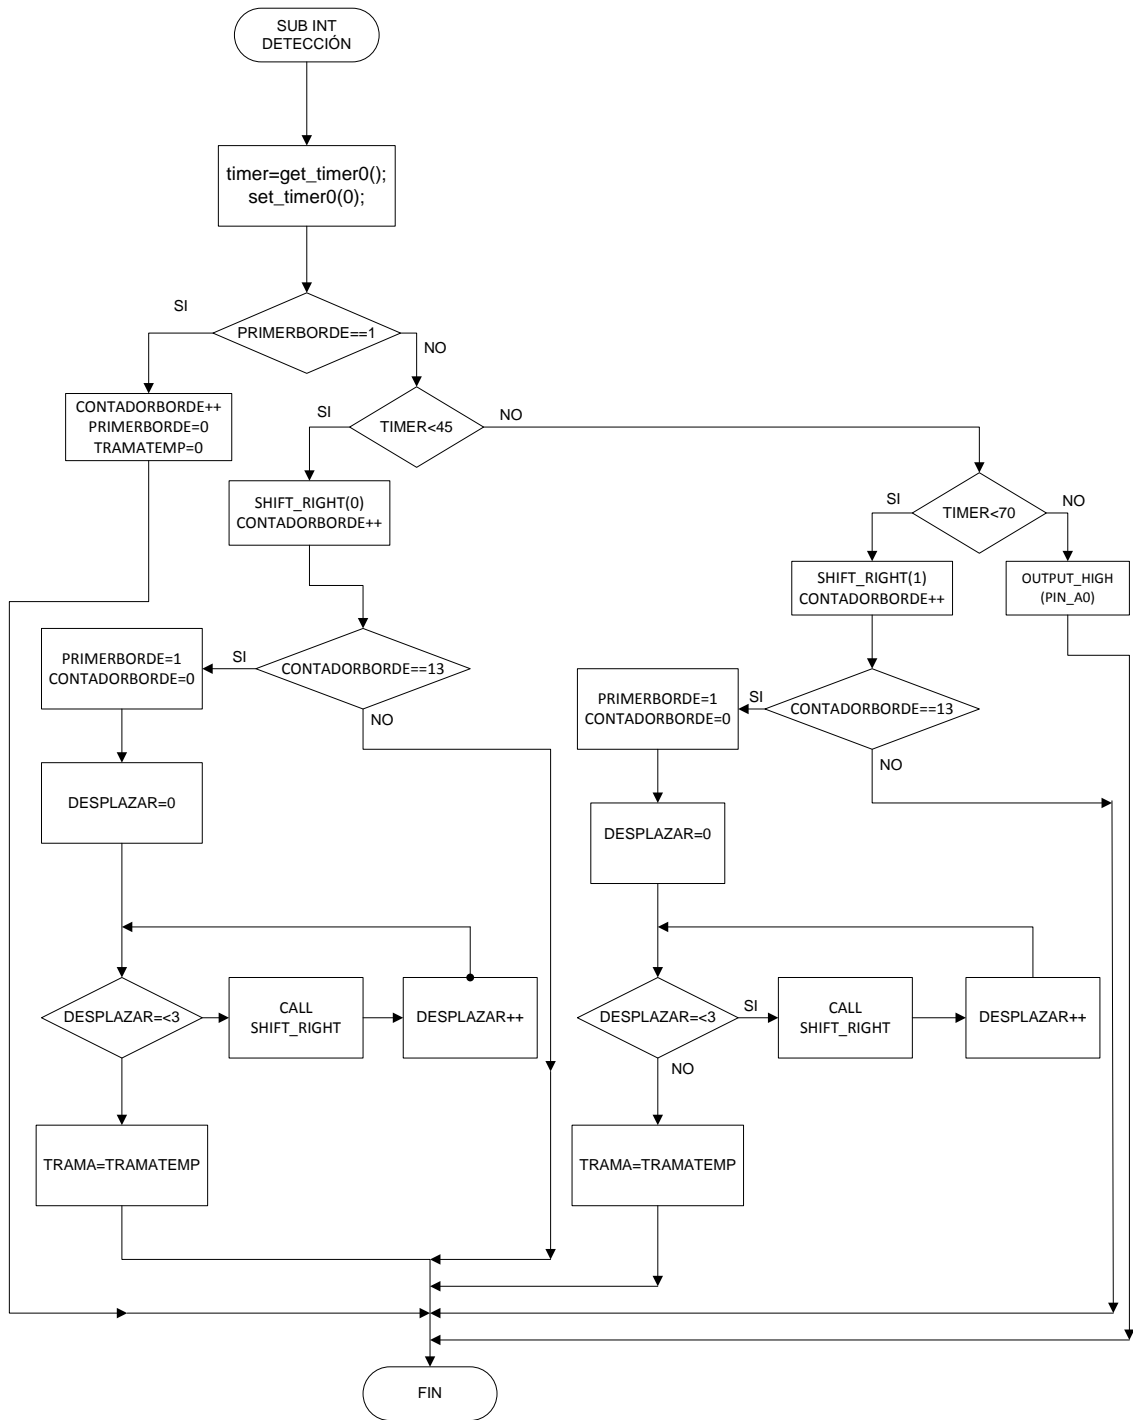 SUB INT
DETECCIÓN
timer=get_timer0();
set_timer0(0);
SI
PRIMERBORDE==1
NO
CONTADORBORDE++
PRIMERBORDE=0
TRAMATEMP=0
SI
TIMER<45
NO
SHIFT_RIGHT(0)
CONTADORBORDE++
SI
TIMER<70
NO
SHIFT_RIGHT(1)
CONTADORBORDE++
OUTPUT_HIGH
(PIN_A0)
PRIMERBORDE=1
CONTADORBORDE=0
SI
CONTADORBORDE==13
NO
PRIMERBORDE=1
CONTADORBORDE=0
SI
CONTADORBORDE==13
NO
DESPLAZAR=0
DESPLAZAR=0
DESPLAZAR=<3
CALL
SHIFT_RIGHT
DESPLAZAR++
DESPLAZAR=<3
SI
CALL
SHIFT_RIGHT
DESPLAZAR++
NO
TRAMA=TRAMATEMP
TRAMA=TRAMATEMP
FIN